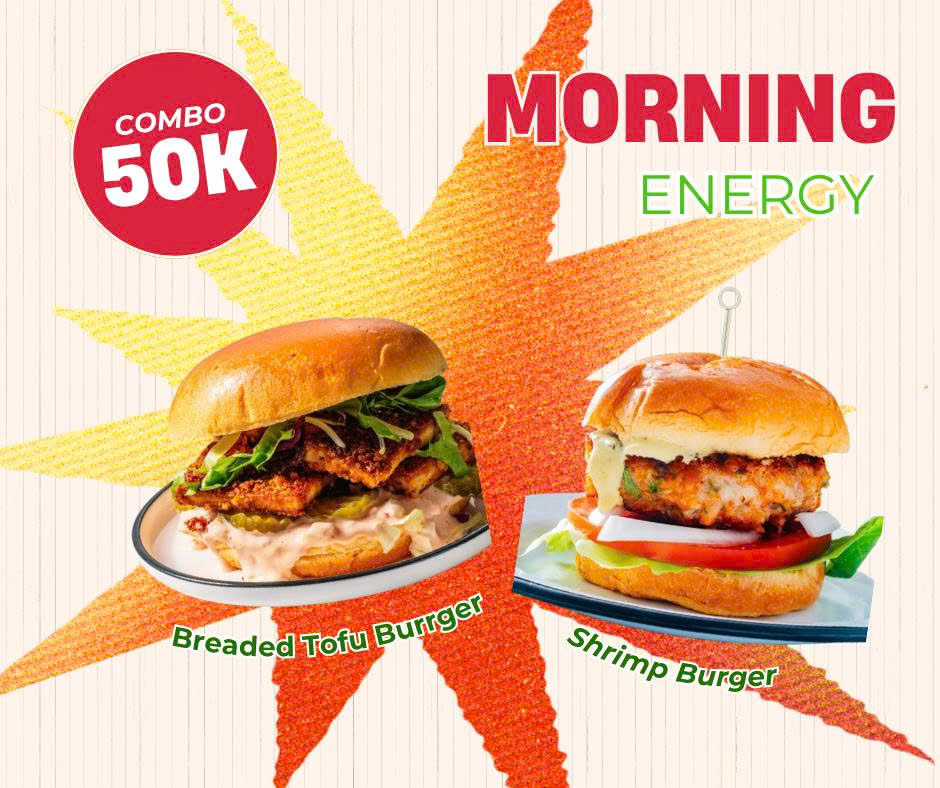 COMBO
50K
MORNING
ENERGY
Breaded Tofu Burrger
Shrimp Burger